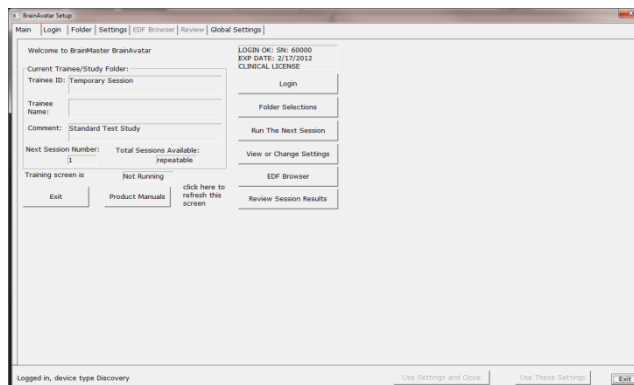 BrainAvatar Setup
Main Login Folder Settings EDF Browser Review Global Settings
Welcome to BrainMaster BrainAvatar
LOGIN OK: SN: 60000
EXP DATE: 2/17/2012
CLINICAL LICENSE
Current Trainee/Study Folder:
Trainee ID: Temporary Session
Login
Trainee
Name:
Folder Selections
Comment: Standard Test Study
Run The Next Session
Next Session Number: Total Sessions Available:
1 repeatable
View or Change Settings
Training screen is Not Running
EDF Browser
Exit
Product Manuals
click here to
refresh this
screen
Review Session Results
Logged in, device type Discovery
Use Settings and Close
Use These Settings
Exit